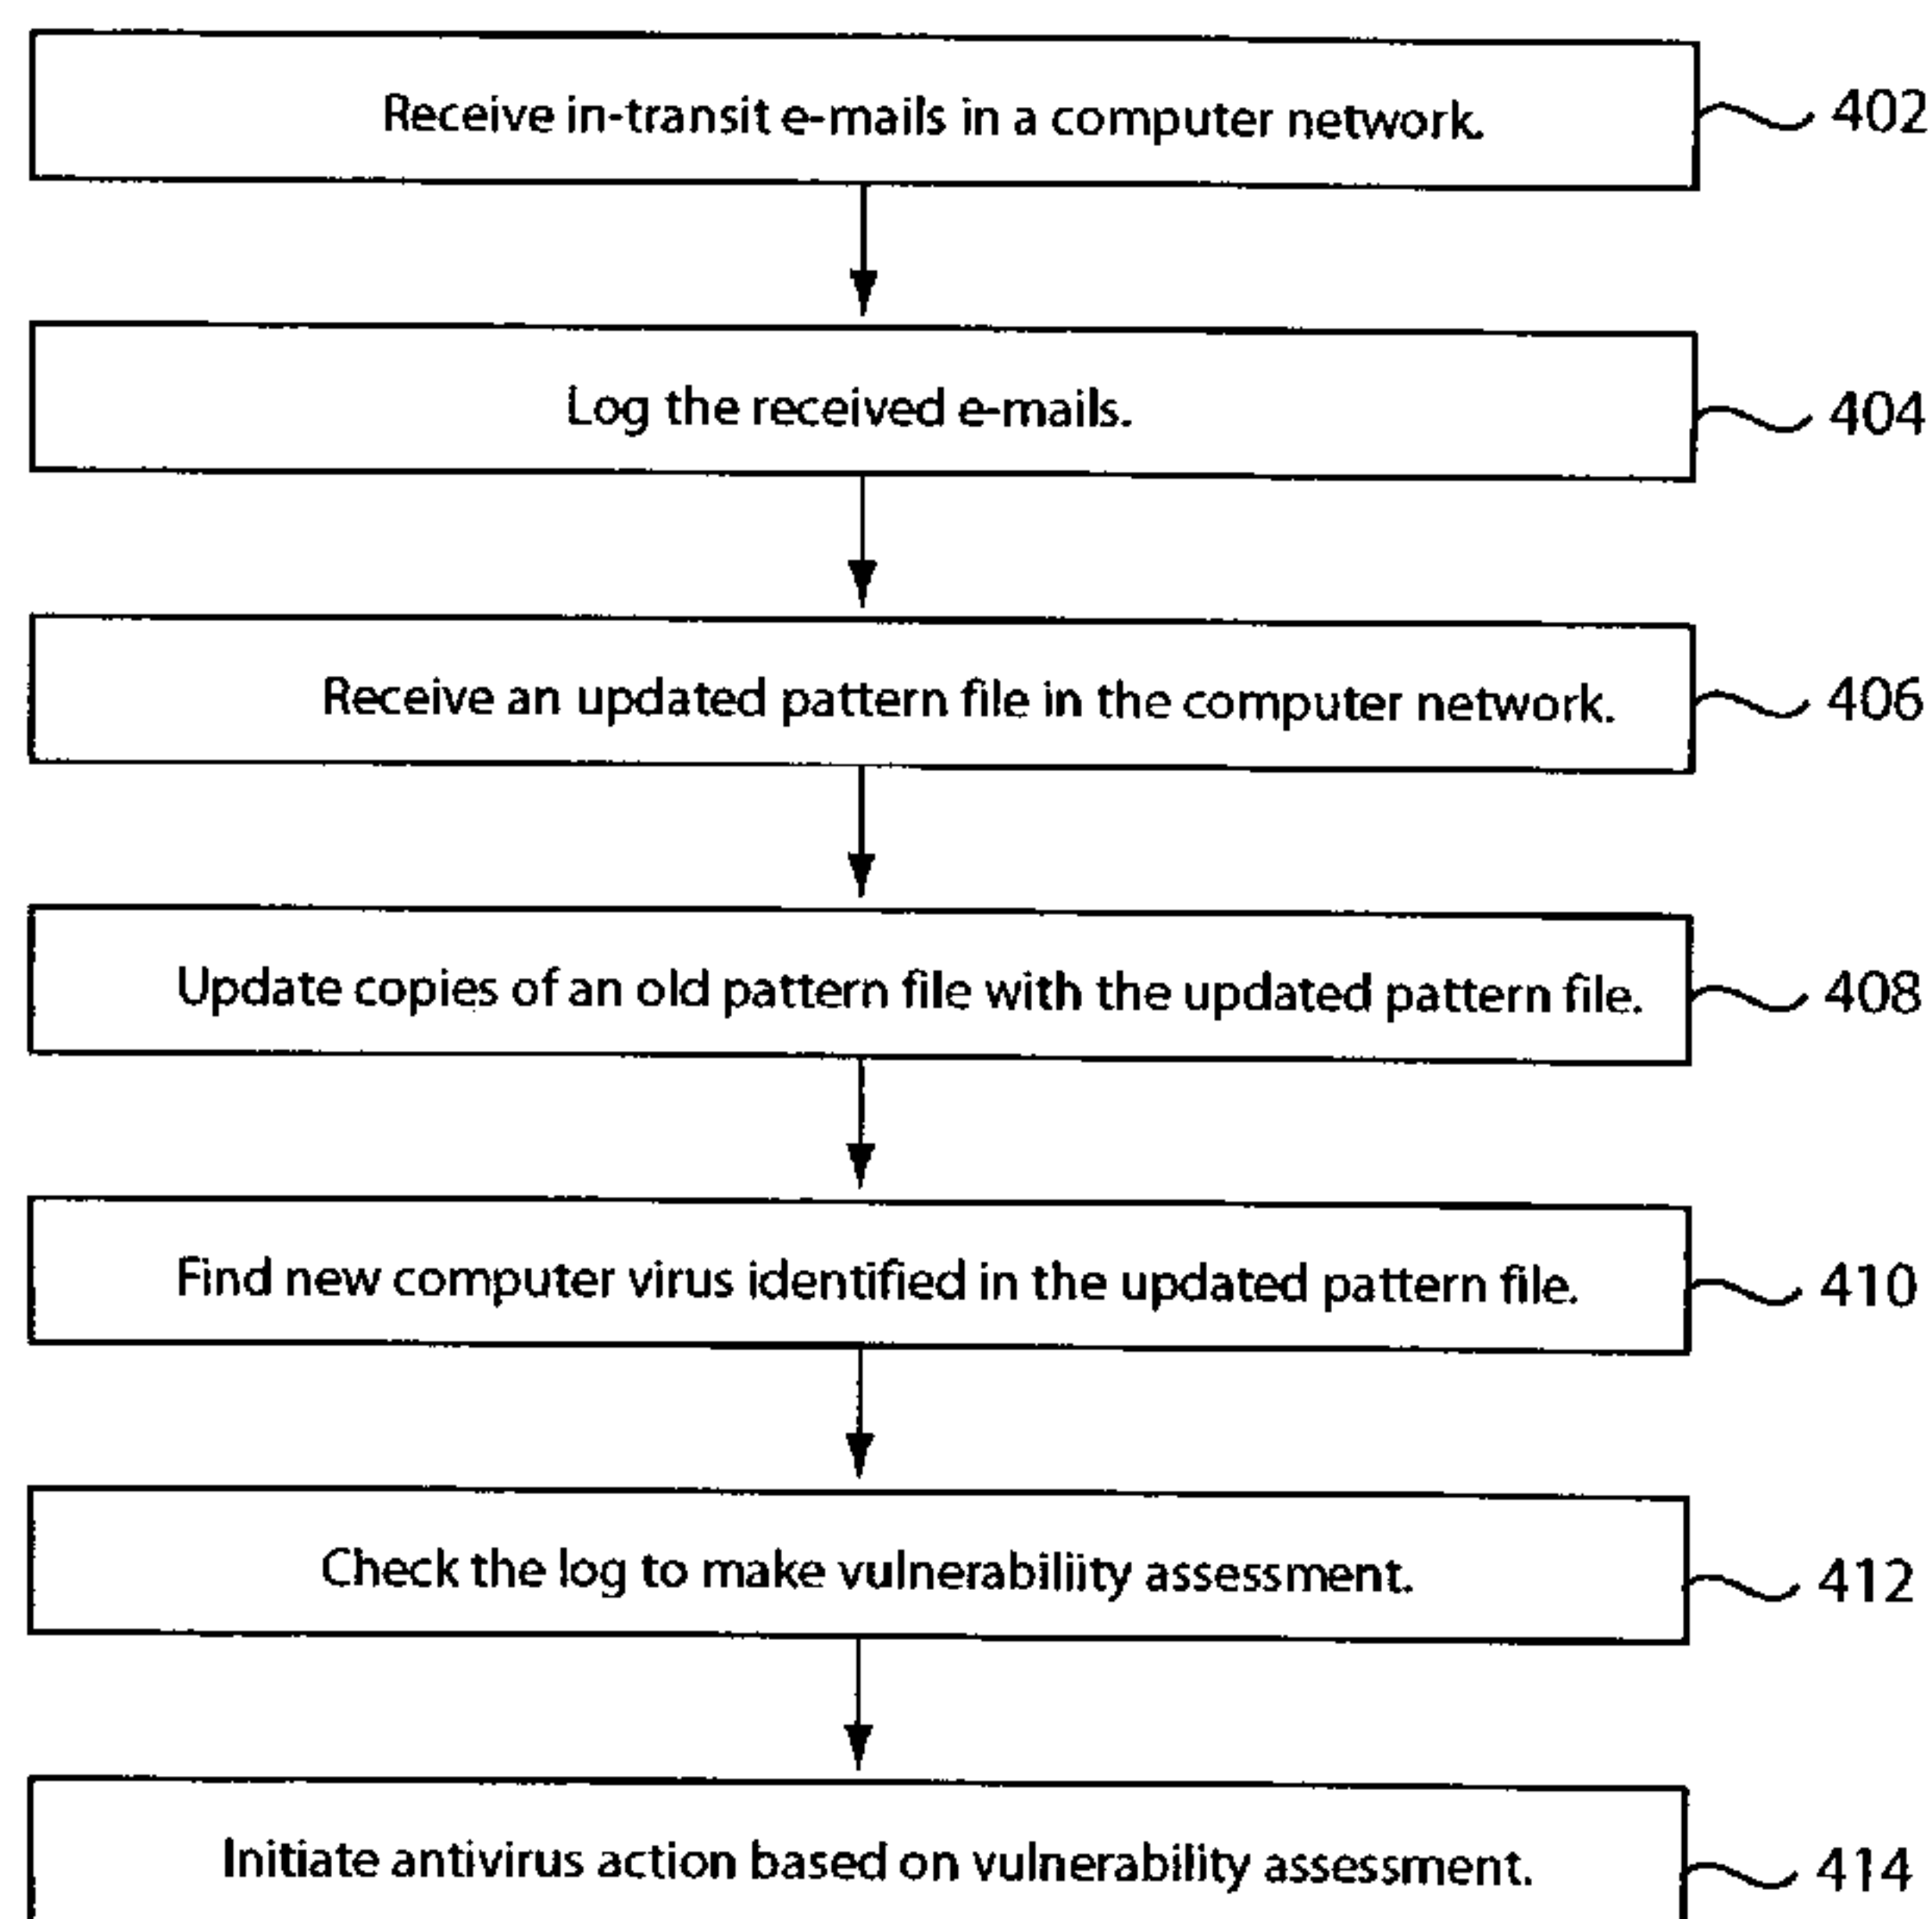 Receive in-transit e-mails in a computer network. 402
Log the received e-mails. 404
Receive an updated pattern file in the computer network. 406
Update copies of an old pattern file with the updated pattern file. 408
Find new computer virus identified in the updated pattern file. 410
Check the log to make vulnerabiliity assessment. 412
Initiate antivirus action based on vulnerability assessment. 414